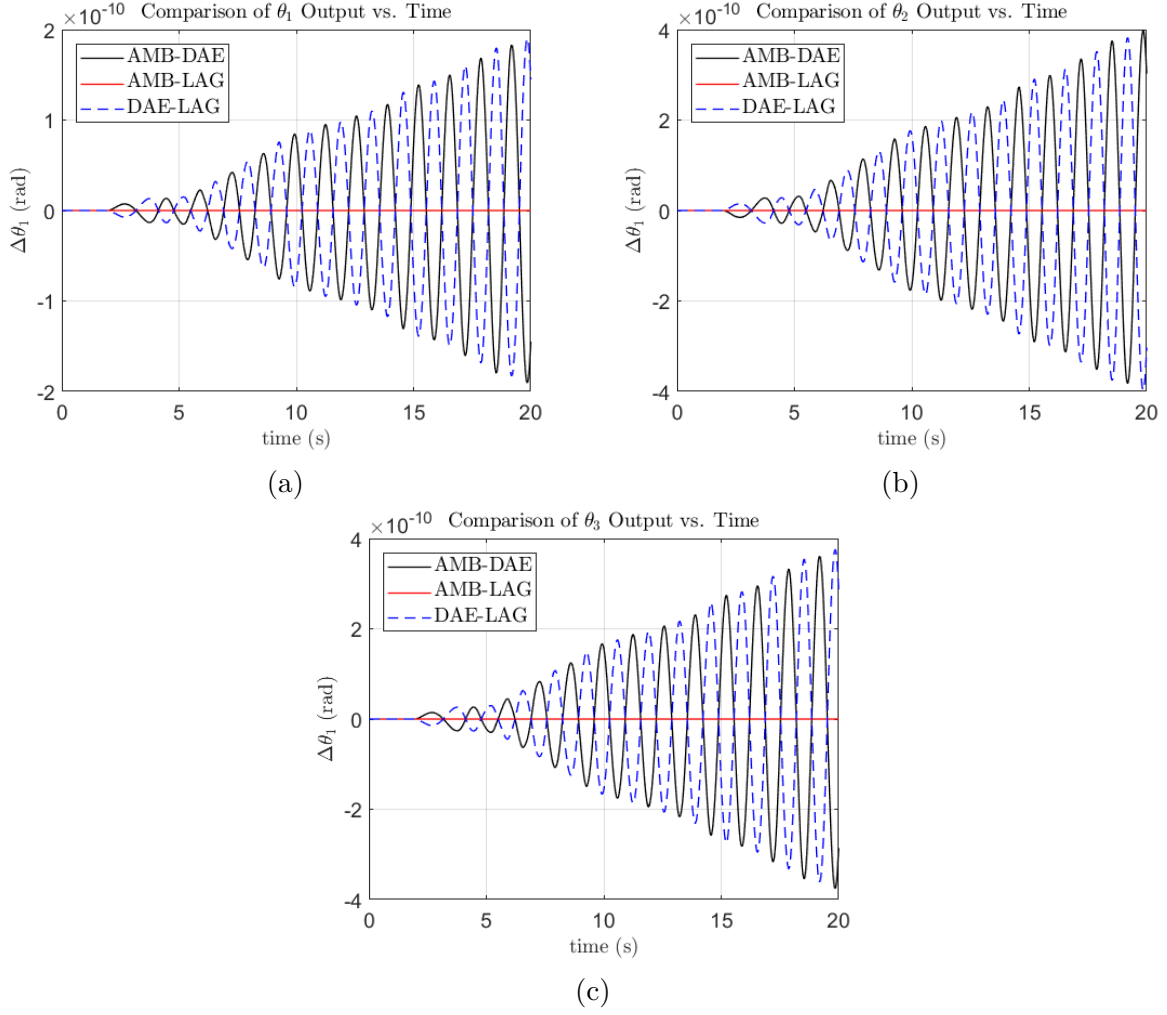 ×10⁻¹⁰ Comparison of θ₁ Output vs. Time
2
1
0
-1
-2
Δθ₁ (rad)
AMB-DAE
AMB-LAG
DAE-LAG
0 5 10 15 20
time (s)
(a)
×10⁻¹⁰ Comparison of θ₂ Output vs. Time
4
2
0
-2
-4
Δθ₁ (rad)
AMB-DAE
AMB-LAG
DAE-LAG
0 5 10 15 20
time (s)
(b)
×10⁻¹⁰ Comparison of θ₃ Output vs. Time
4
2
0
-2
-4
Δθ₁ (rad)
AMB-DAE
AMB-LAG
DAE-LAG
0 5 10 15 20
time (s)
(c)